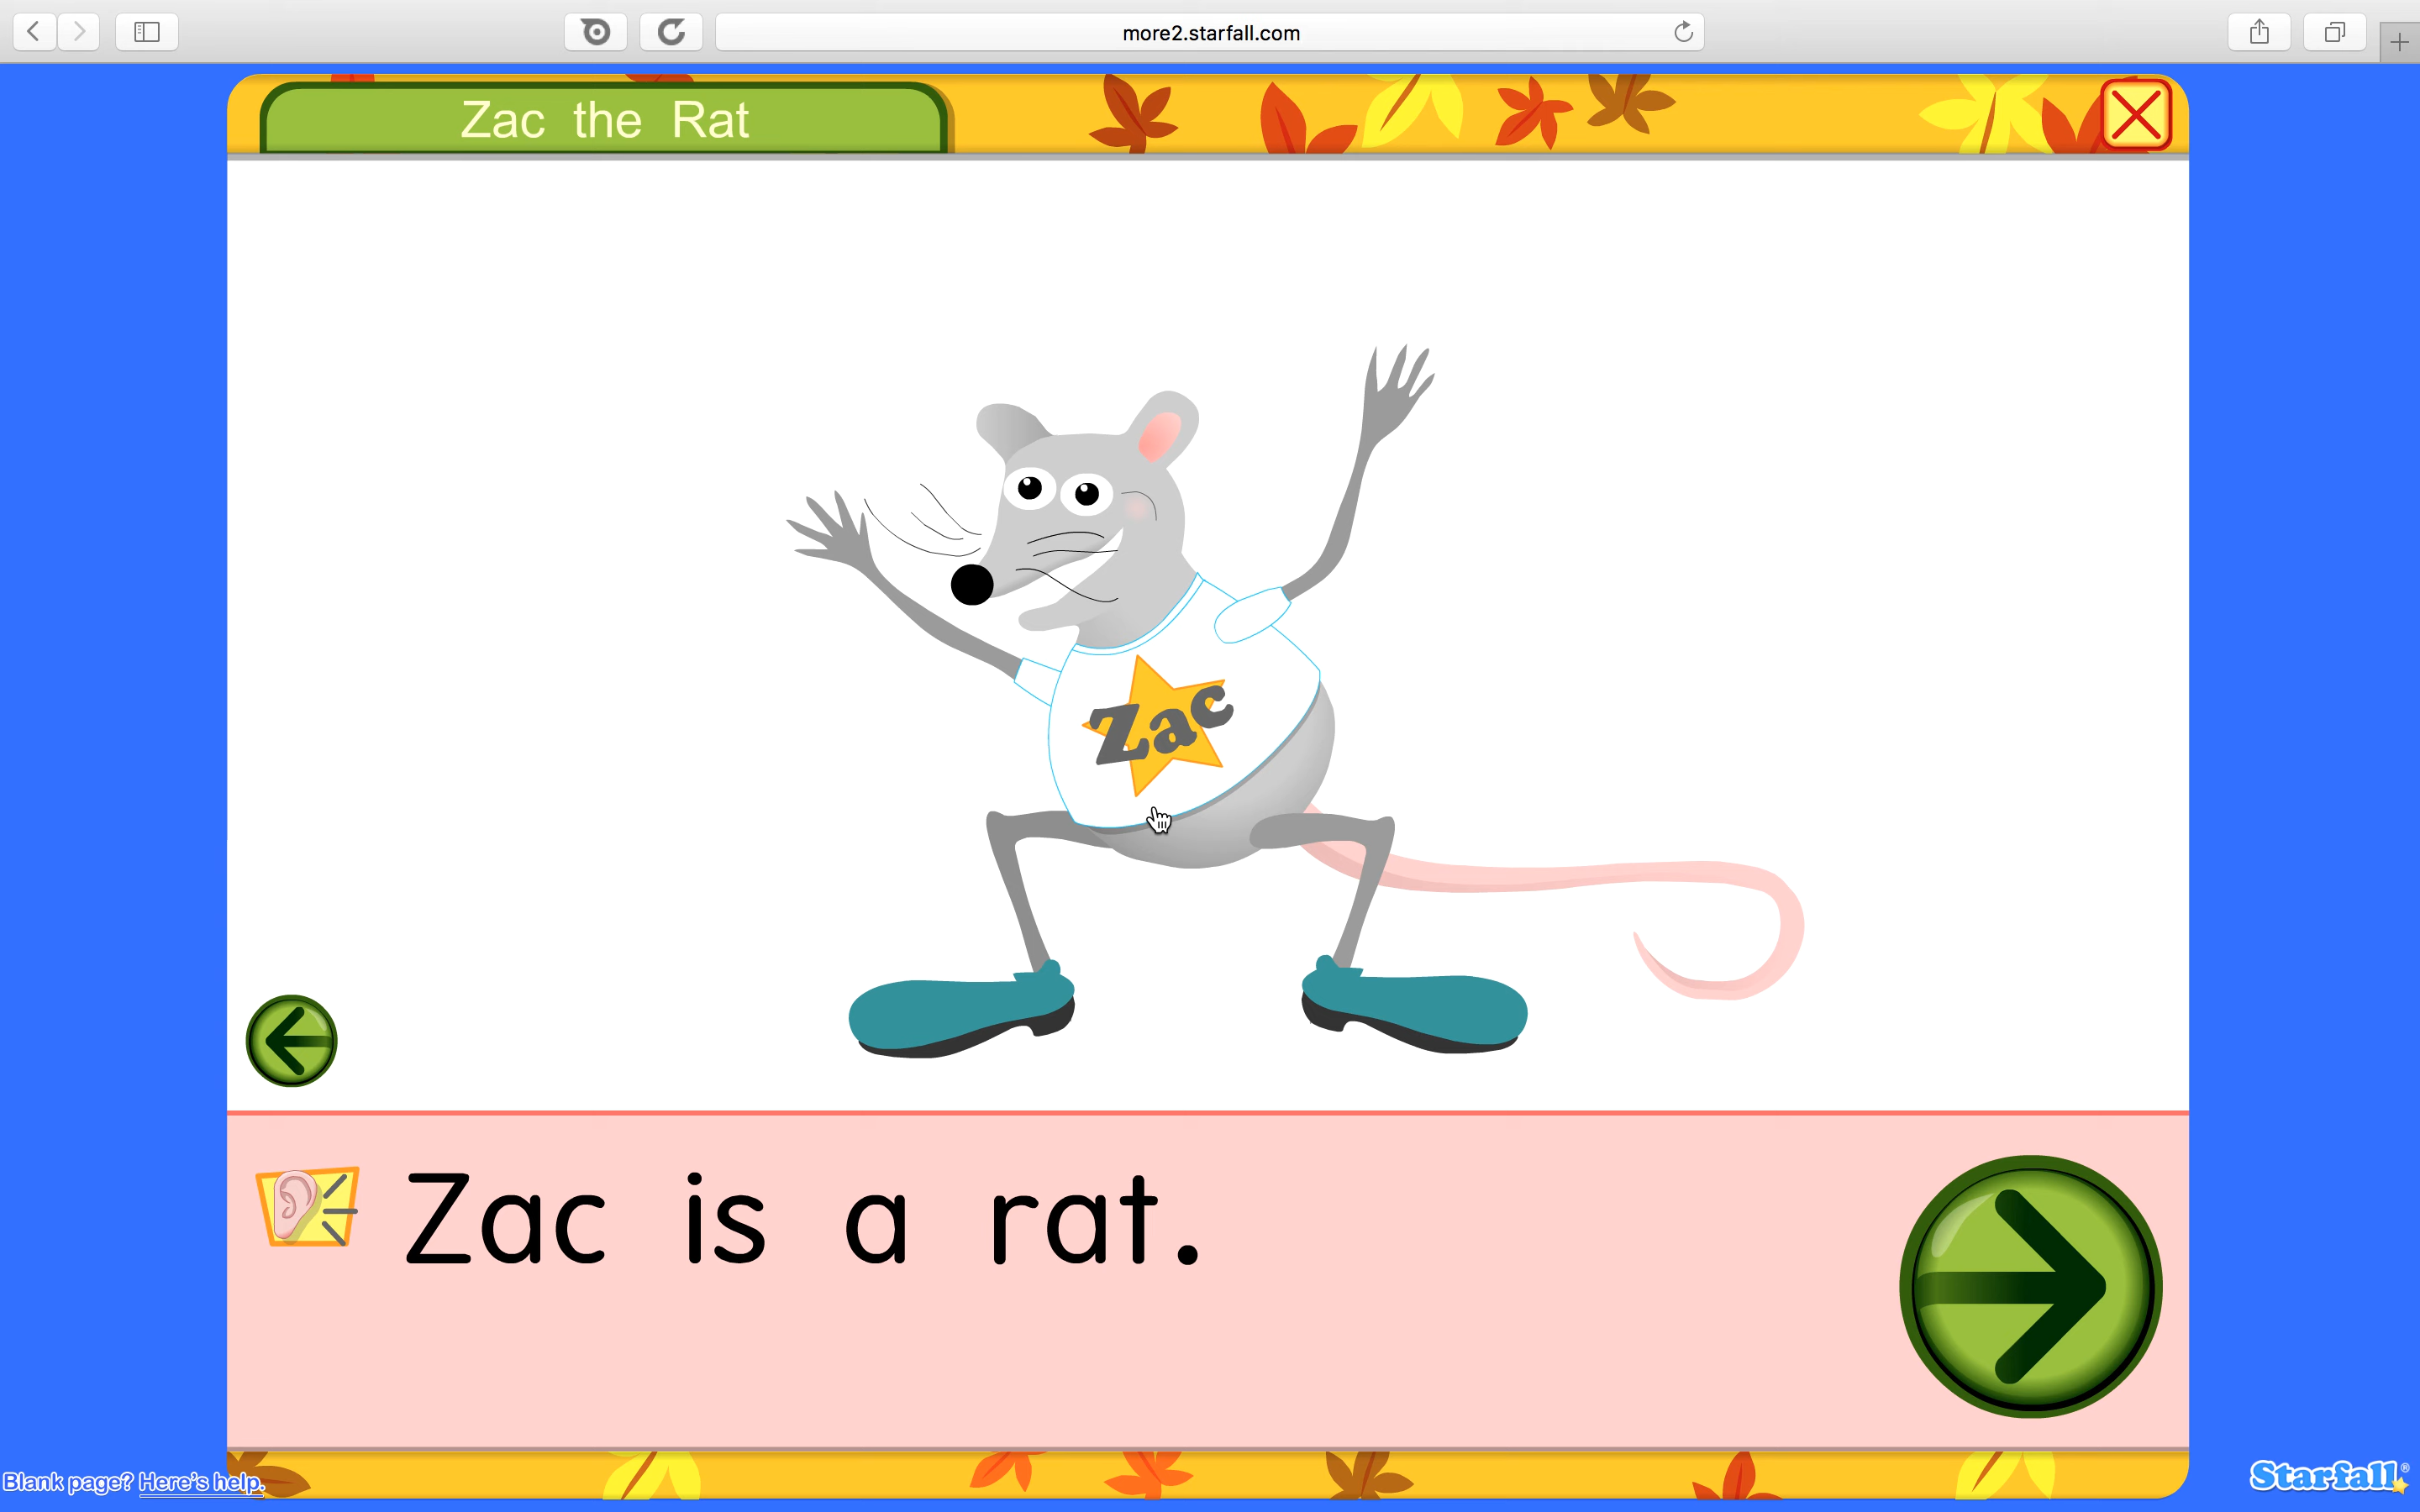 more2.starfall.com
Zac the Rat
Zac
Zac is a rat.
Blank page? Here's help.
Starfall®